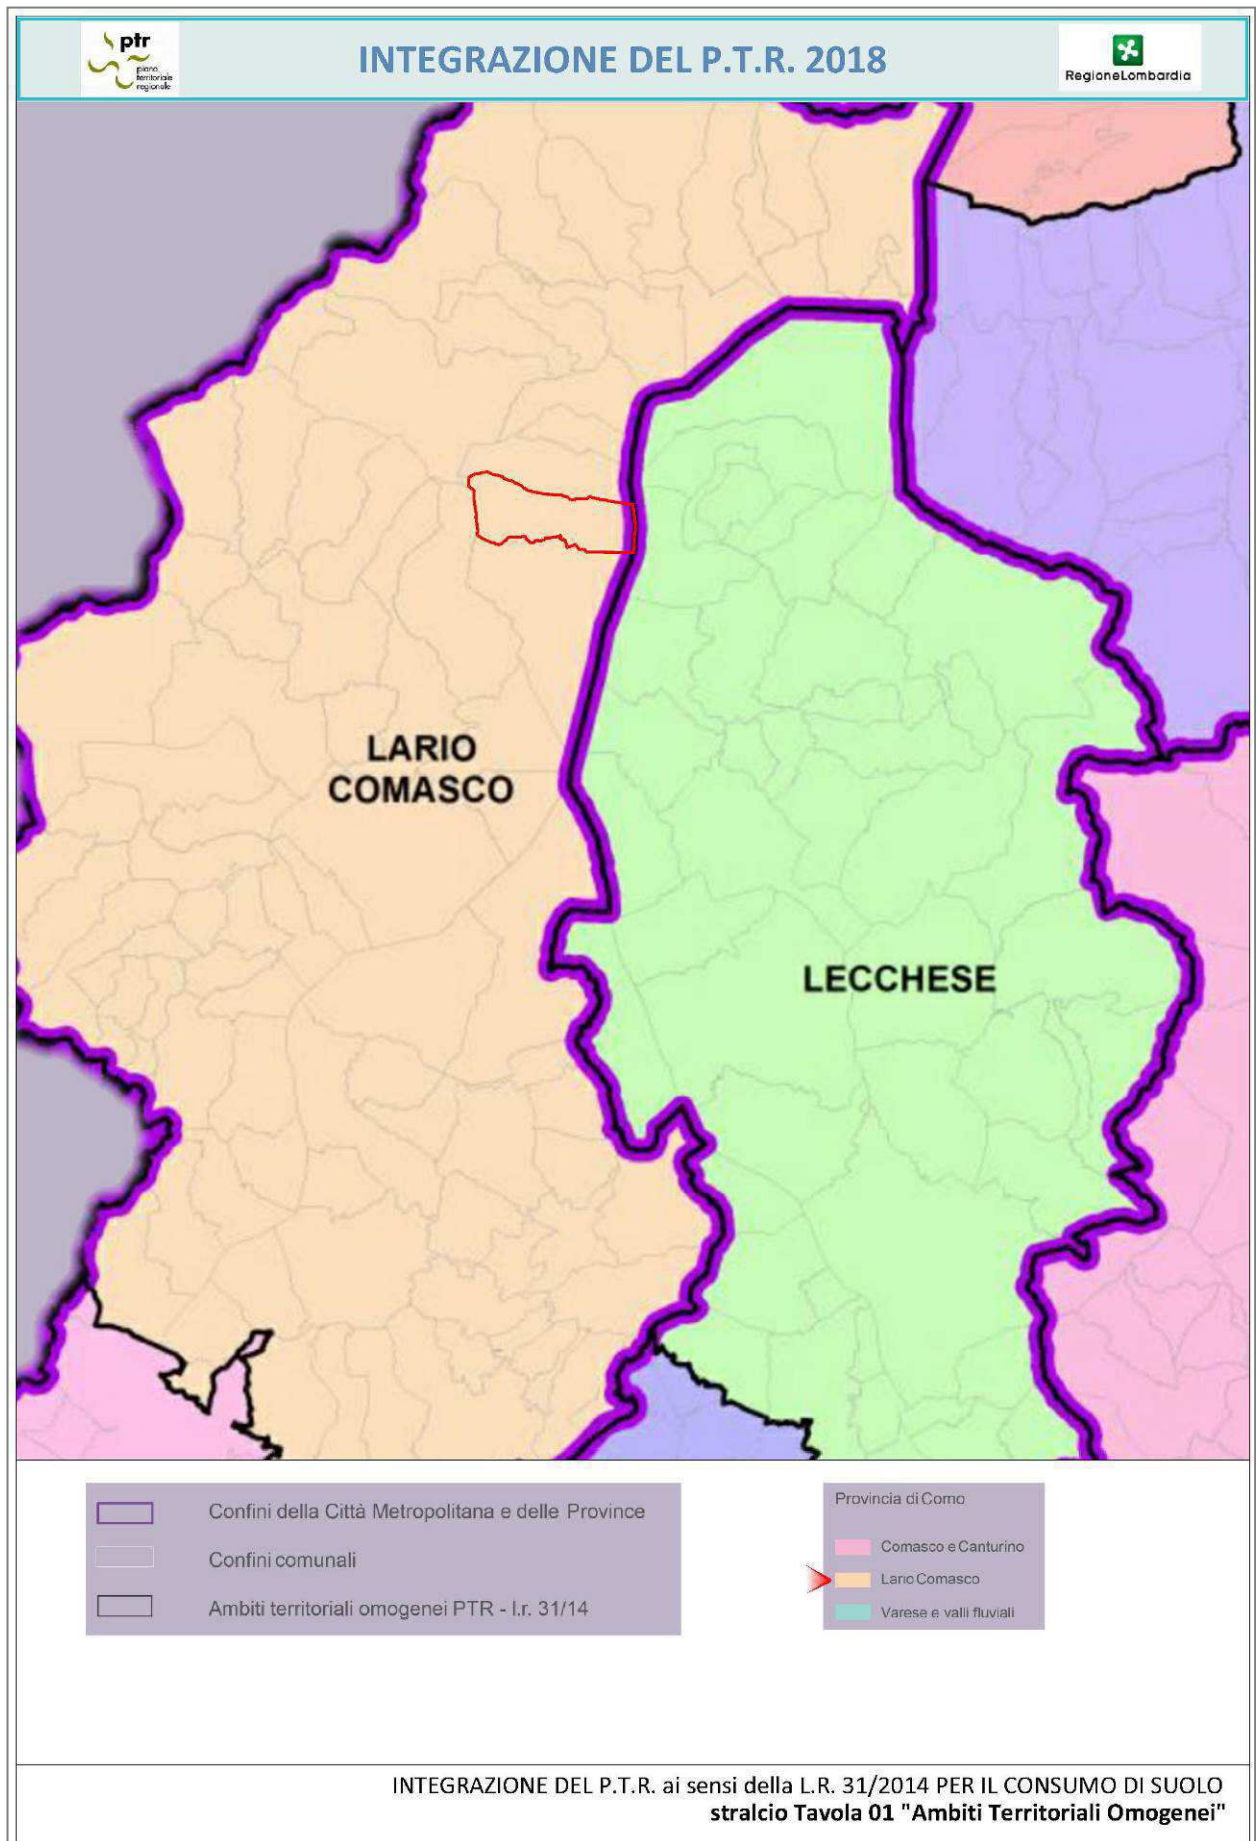 ptr
piano
territoriale
regionale
INTEGRAZIONE DEL P.T.R. 2018
RegioneLombardia
LARIO
COMASCO
LECCHESE
Confini della Città Metropolitana e delle Province
Confini comunali
Ambiti territoriali omogenei PTR - l.r. 31/14
Provincia di Como
Comasco e Canturino
Lario Comasco
Varese e valli fluviali
INTEGRAZIONE DEL P.T.R. ai sensi della L.R. 31/2014 PER IL CONSUMO DI SUOLO
stralcio Tavola 01 "Ambiti Territoriali Omogenei"